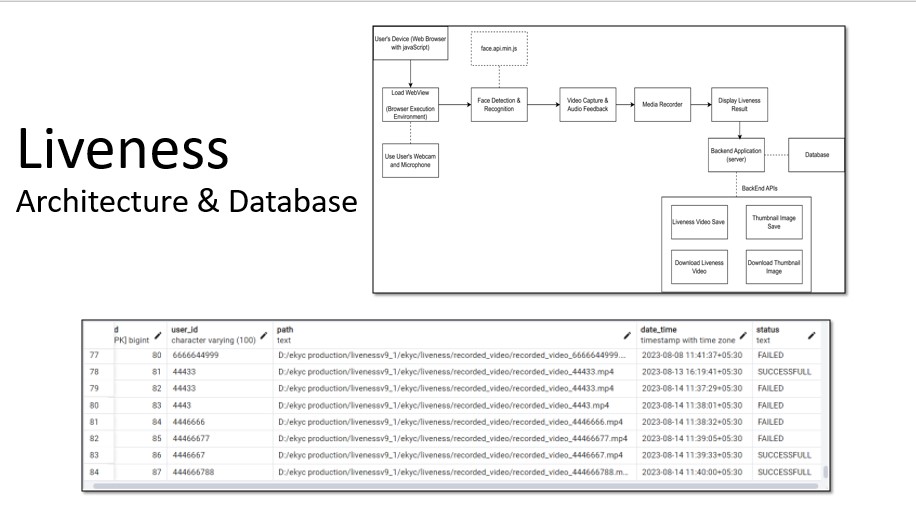 Liveness
Architecture & Database
User's Device (Web Browser
with javaScript)
face.api.min.js
Load WebView
(Browser Execution
Environment)
Face Detection &
Recognition
Video Capture &
Audio Feedback
Media Recorder
Display Liveness
Result
Use User's Webcam
and Microphone
Backend Application
(server)
Database
BackEnd APIs
Liveness Video Save
Thumbnail Image
Save
Download Liveness
Video
Download Thumbnail
Image
d user_id path date_time status
PK] bigint character varying (100) text timestamp with time zone text
77 80 6666644999 D:/ekyc production/livenessv9_1/ekyc/liveness/recorded_video/recorded_video_6666644999... 2023-08-08 11:41:37+05:30 FAILED
78 81 44433 D:/ekyc production/livenessv9_1/ekyc/liveness/recorded_video/recorded_video_44433.mp4 2023-08-13 16:19:41+05:30 SUCCESSFULL
79 82 44433 D:/ekyc production/livenessv9_1/ekyc/liveness/recorded_video/recorded_video_44433.mp4 2023-08-14 11:37:29+05:30 FAILED
80 83 4443 D:/ekyc production/livenessv9_1/ekyc/liveness/recorded_video/recorded_video_4443.mp4 2023-08-14 11:38:01+05:30 FAILED
81 84 4446666 D:/ekyc production/livenessv9_1/ekyc/liveness/recorded_video/recorded_video_4446666.mp4 2023-08-14 11:38:32+05:30 FAILED
82 85 44466677 D:/ekyc production/livenessv9_1/ekyc/liveness/recorded_video/recorded_video_44466677.mp4 2023-08-14 11:39:05+05:30 FAILED
83 86 4446667 D:/ekyc production/livenessv9_1/ekyc/liveness/recorded_video/recorded_video_4446667.mp4 2023-08-14 11:39:33+05:30 SUCCESSFULL
84 87 444666788 D:/ekyc production/livenessv9_1/ekyc/liveness/recorded_video/recorded_video_444666788.m... 2023-08-14 11:40:00+05:30 SUCCESSFULL